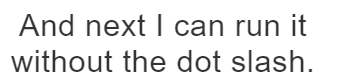 And next I can run it
without the dot slash.